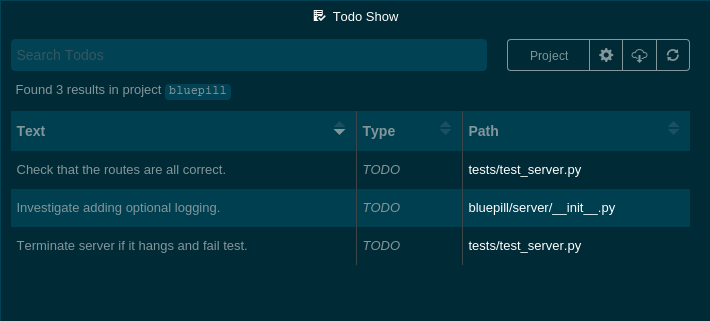 Todo Show
Search Todos
Project
Found 3 results in project bluepill
Text Type Path
Check that the routes are all correct. TODO tests/test_server.py
Investigate adding optional logging. TODO bluepill/server/__init__.py
Terminate server if it hangs and fail test. TODO tests/test_server.py